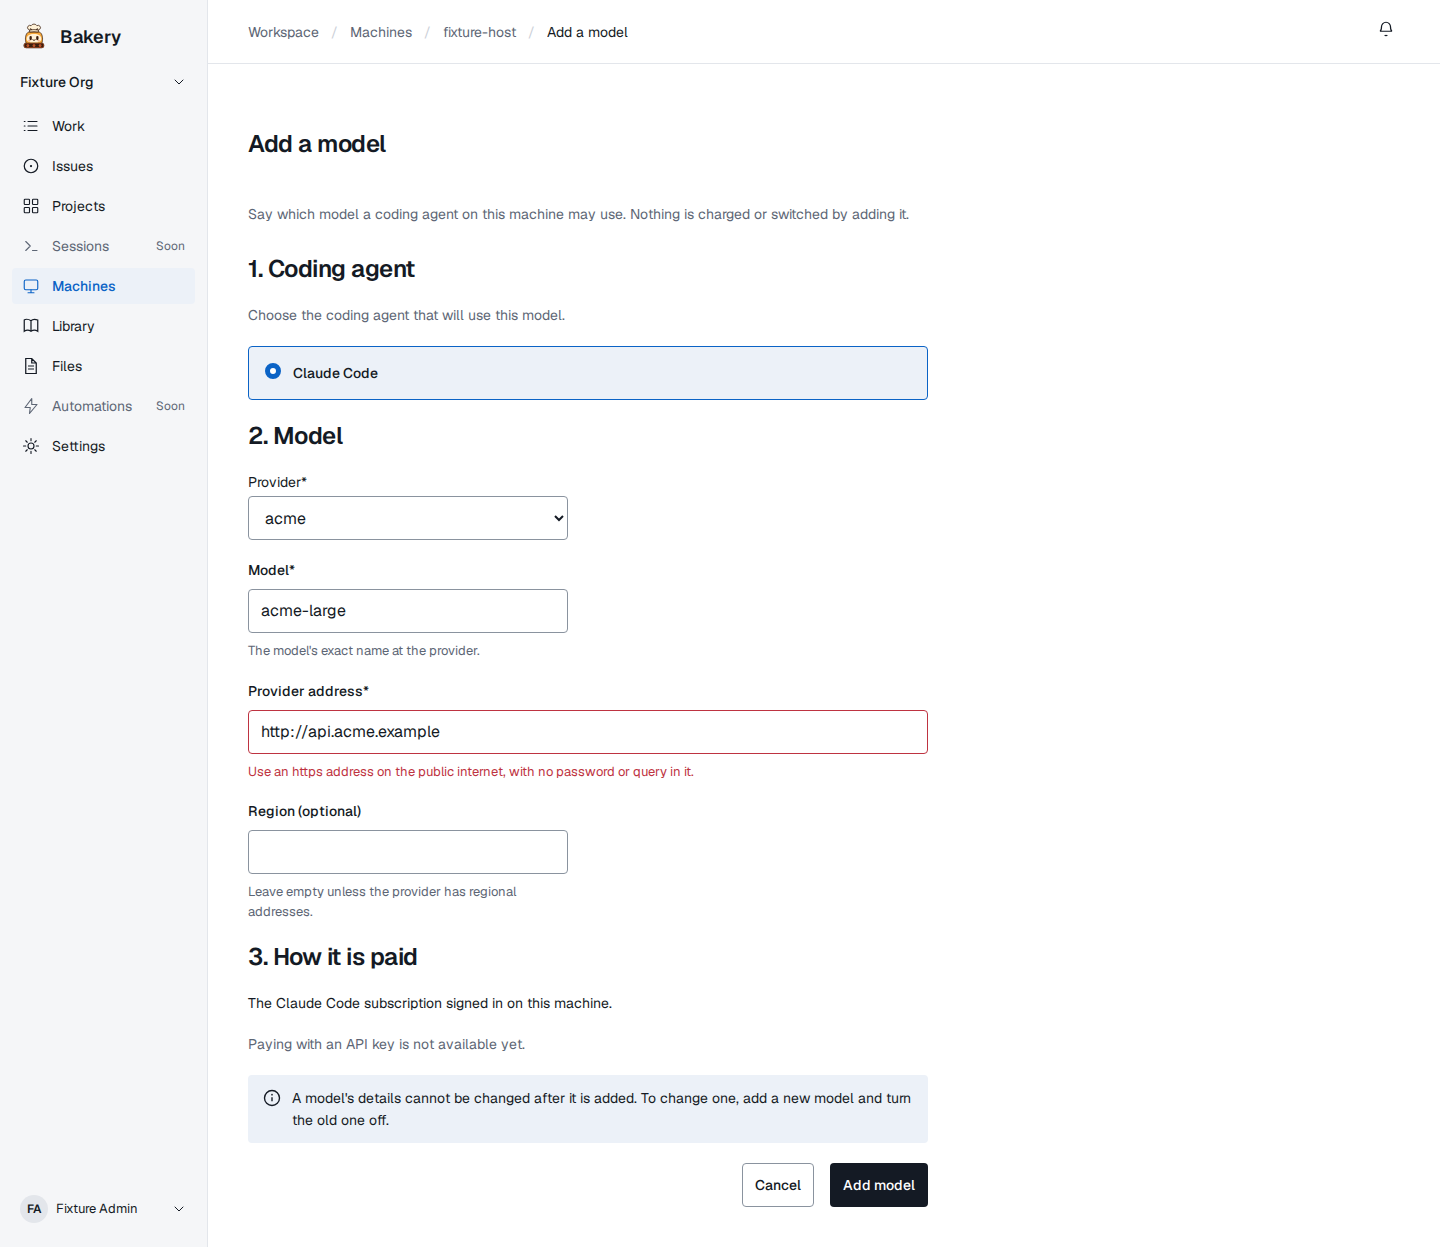 Bakery
Fixture Org
Work
Issues
Projects
Sessions Soon
Machines
Library
Files
Automations Soon
Settings
FA Fixture Admin
Workspace / Machines / fixture-host / Add a model
Add a model
Say which model a coding agent on this machine may use. Nothing is charged or switched by adding it.
1. Coding agent
Choose the coding agent that will use this model.
Claude Code
2. Model
Provider*
acme
Model*
acme-large
The model's exact name at the provider.
Provider address*
http://api.acme.example
Use an https address on the public internet, with no password or query in it.
Region (optional)
Leave empty unless the provider has regional
addresses.
3. How it is paid
The Claude Code subscription signed in on this machine.
Paying with an API key is not available yet.
A model's details cannot be changed after it is added. To change one, add a new model and turn
the old one off.
Cancel Add model